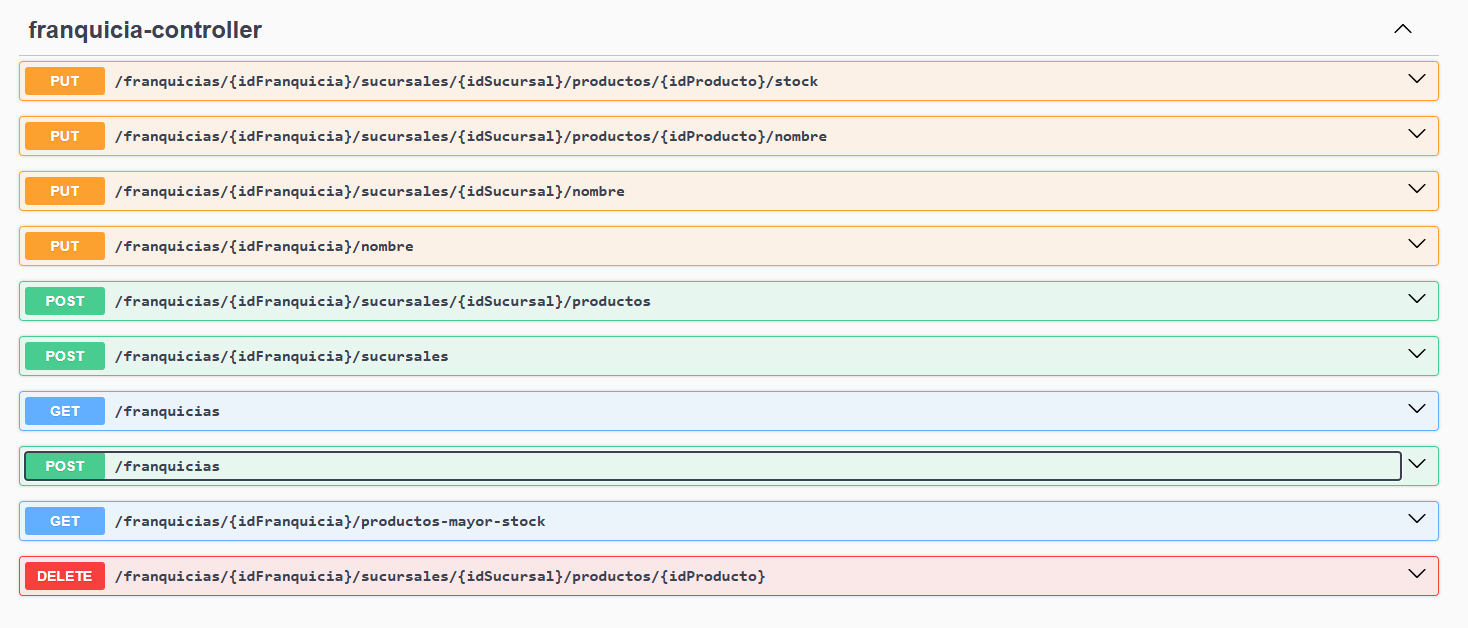 franquicia-controller
PUT /franquicias/{idFranquicia}/sucursales/{idSucursal}/productos/{idProducto}/stock
PUT /franquicias/{idFranquicia}/sucursales/{idSucursal}/productos/{idProducto}/nombre
PUT /franquicias/{idFranquicia}/sucursales/{idSucursal}/nombre
PUT /franquicias/{idFranquicia}/nombre
POST /franquicias/{idFranquicia}/sucursales/{idSucursal}/productos
POST /franquicias/{idFranquicia}/sucursales
GET /franquicias
POST /franquicias
GET /franquicias/{idFranquicia}/productos-mayor-stock
DELETE /franquicias/{idFranquicia}/sucursales/{idSucursal}/productos/{idProducto}